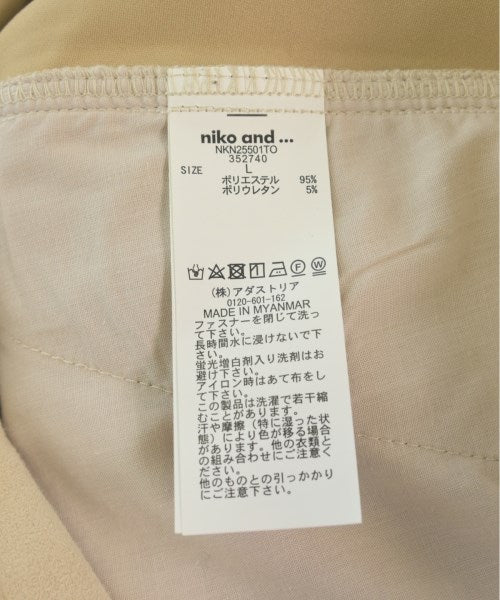 niko and ...
NKN25501TO
352740
SIZE L
ポリエステル 95%
ポリウレタン 5%
(株)アダストリア
0120-601-162
MADE IN MYANMAR
ファスナーを閉じて洗っ
て下さい。
長時間水に浸けないで下
さい。
蛍光増白剤入り洗剤はお
避け下さい。
アイロン時はあて布をし
て下さい。
この製品は洗濯で若干縮
むことがあります。
汗や摩擦(特に湿った状
態)により色が移る場合
があります。他の衣類と
の組み合わせにご注意く
ださい。
他のものとの引っかかり
にご注意下さい。